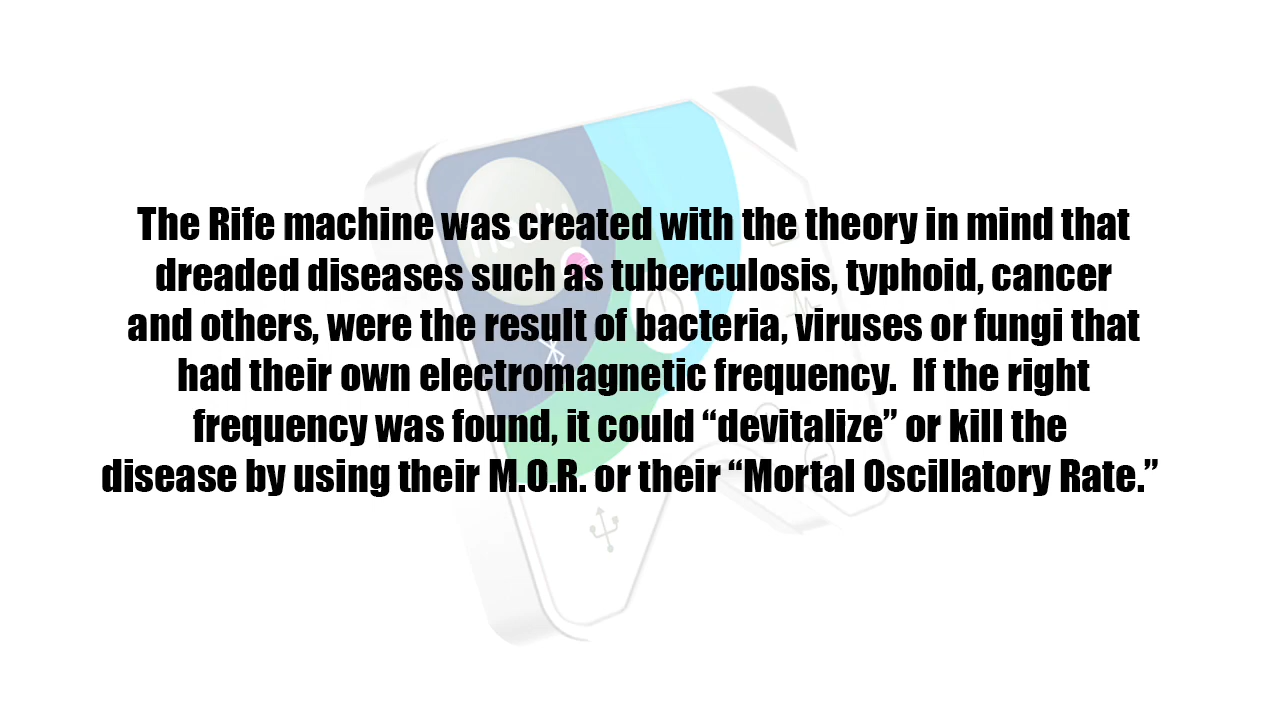 The Rife machine was created with the theory in mind that
dreaded diseases such as tuberculosis, typhoid, cancer
and others, were the result of bacteria, viruses or fungi that
had their own electromagnetic frequency.  If the right
frequency was found, it could “devitalize” or kill the
disease by using their M.O.R. or their “Mortal Oscillatory Rate.”